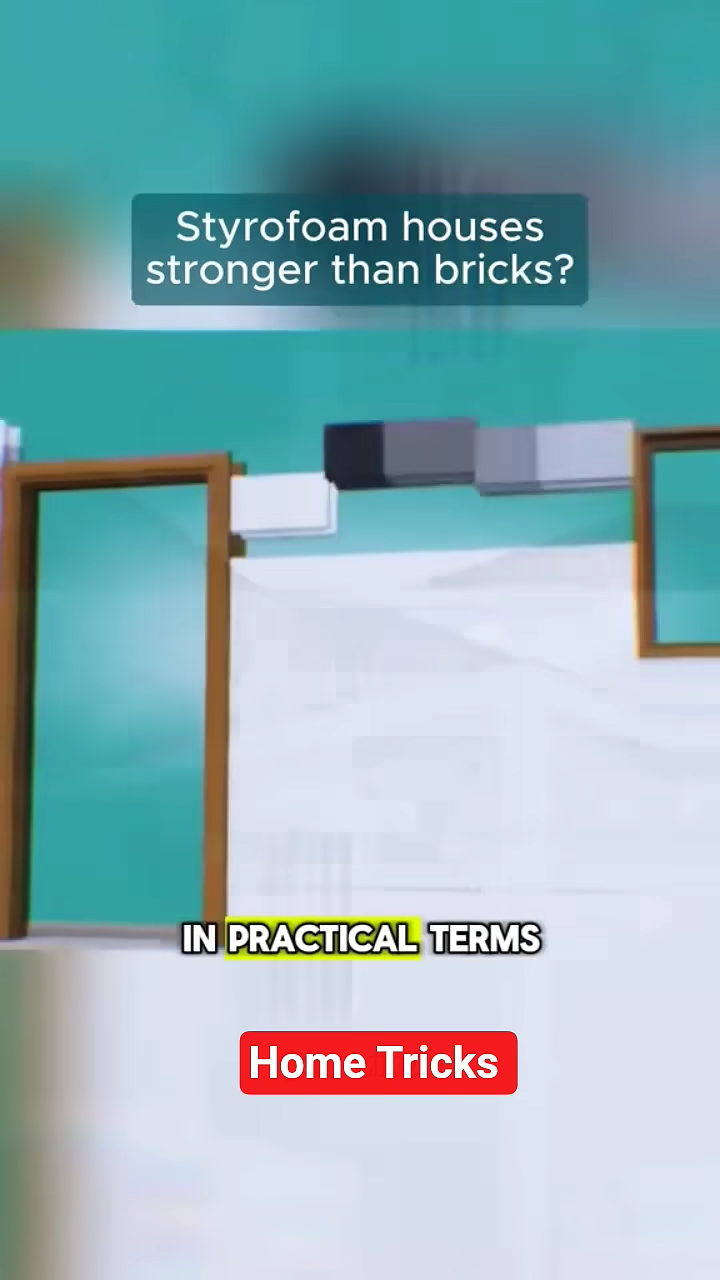 Styrofoam houses
stronger than bricks?
IN PRACTICAL TERMS
Home Tricks